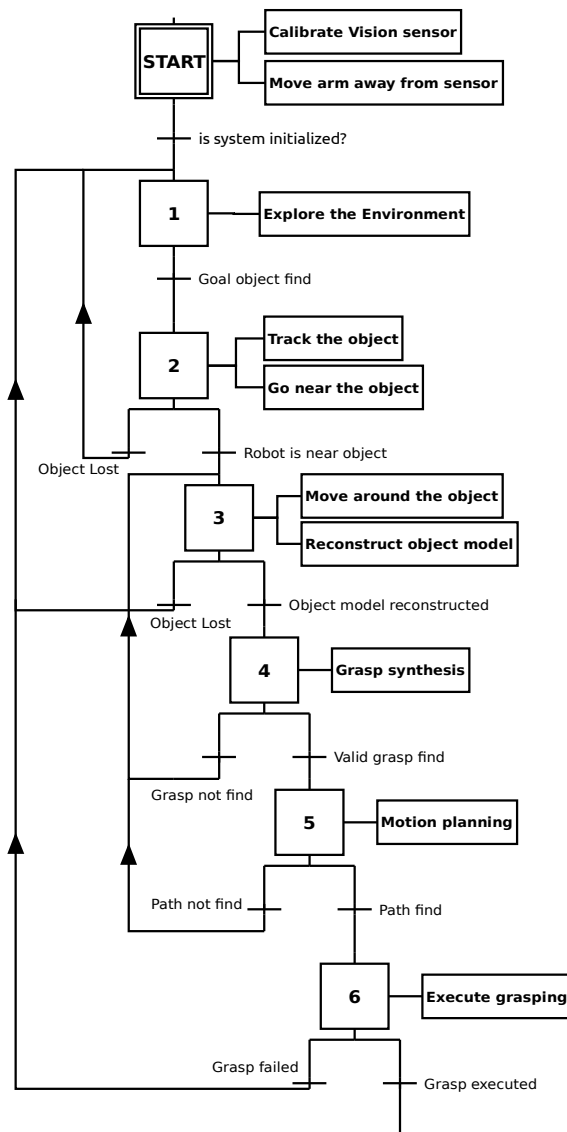 START
Calibrate Vision sensor
Move arm away from sensor
is system initialized?
1
Explore the Environment
Goal object find
2
Track the object
Go near the object
Object Lost
Robot is near object
3
Move around the object
Reconstruct object model
Object Lost
Object model reconstructed
4
Grasp synthesis
Grasp not find
Valid grasp find
5
Motion planning
Path not find
Path find
6
Execute grasping
Grasp failed
Grasp executed